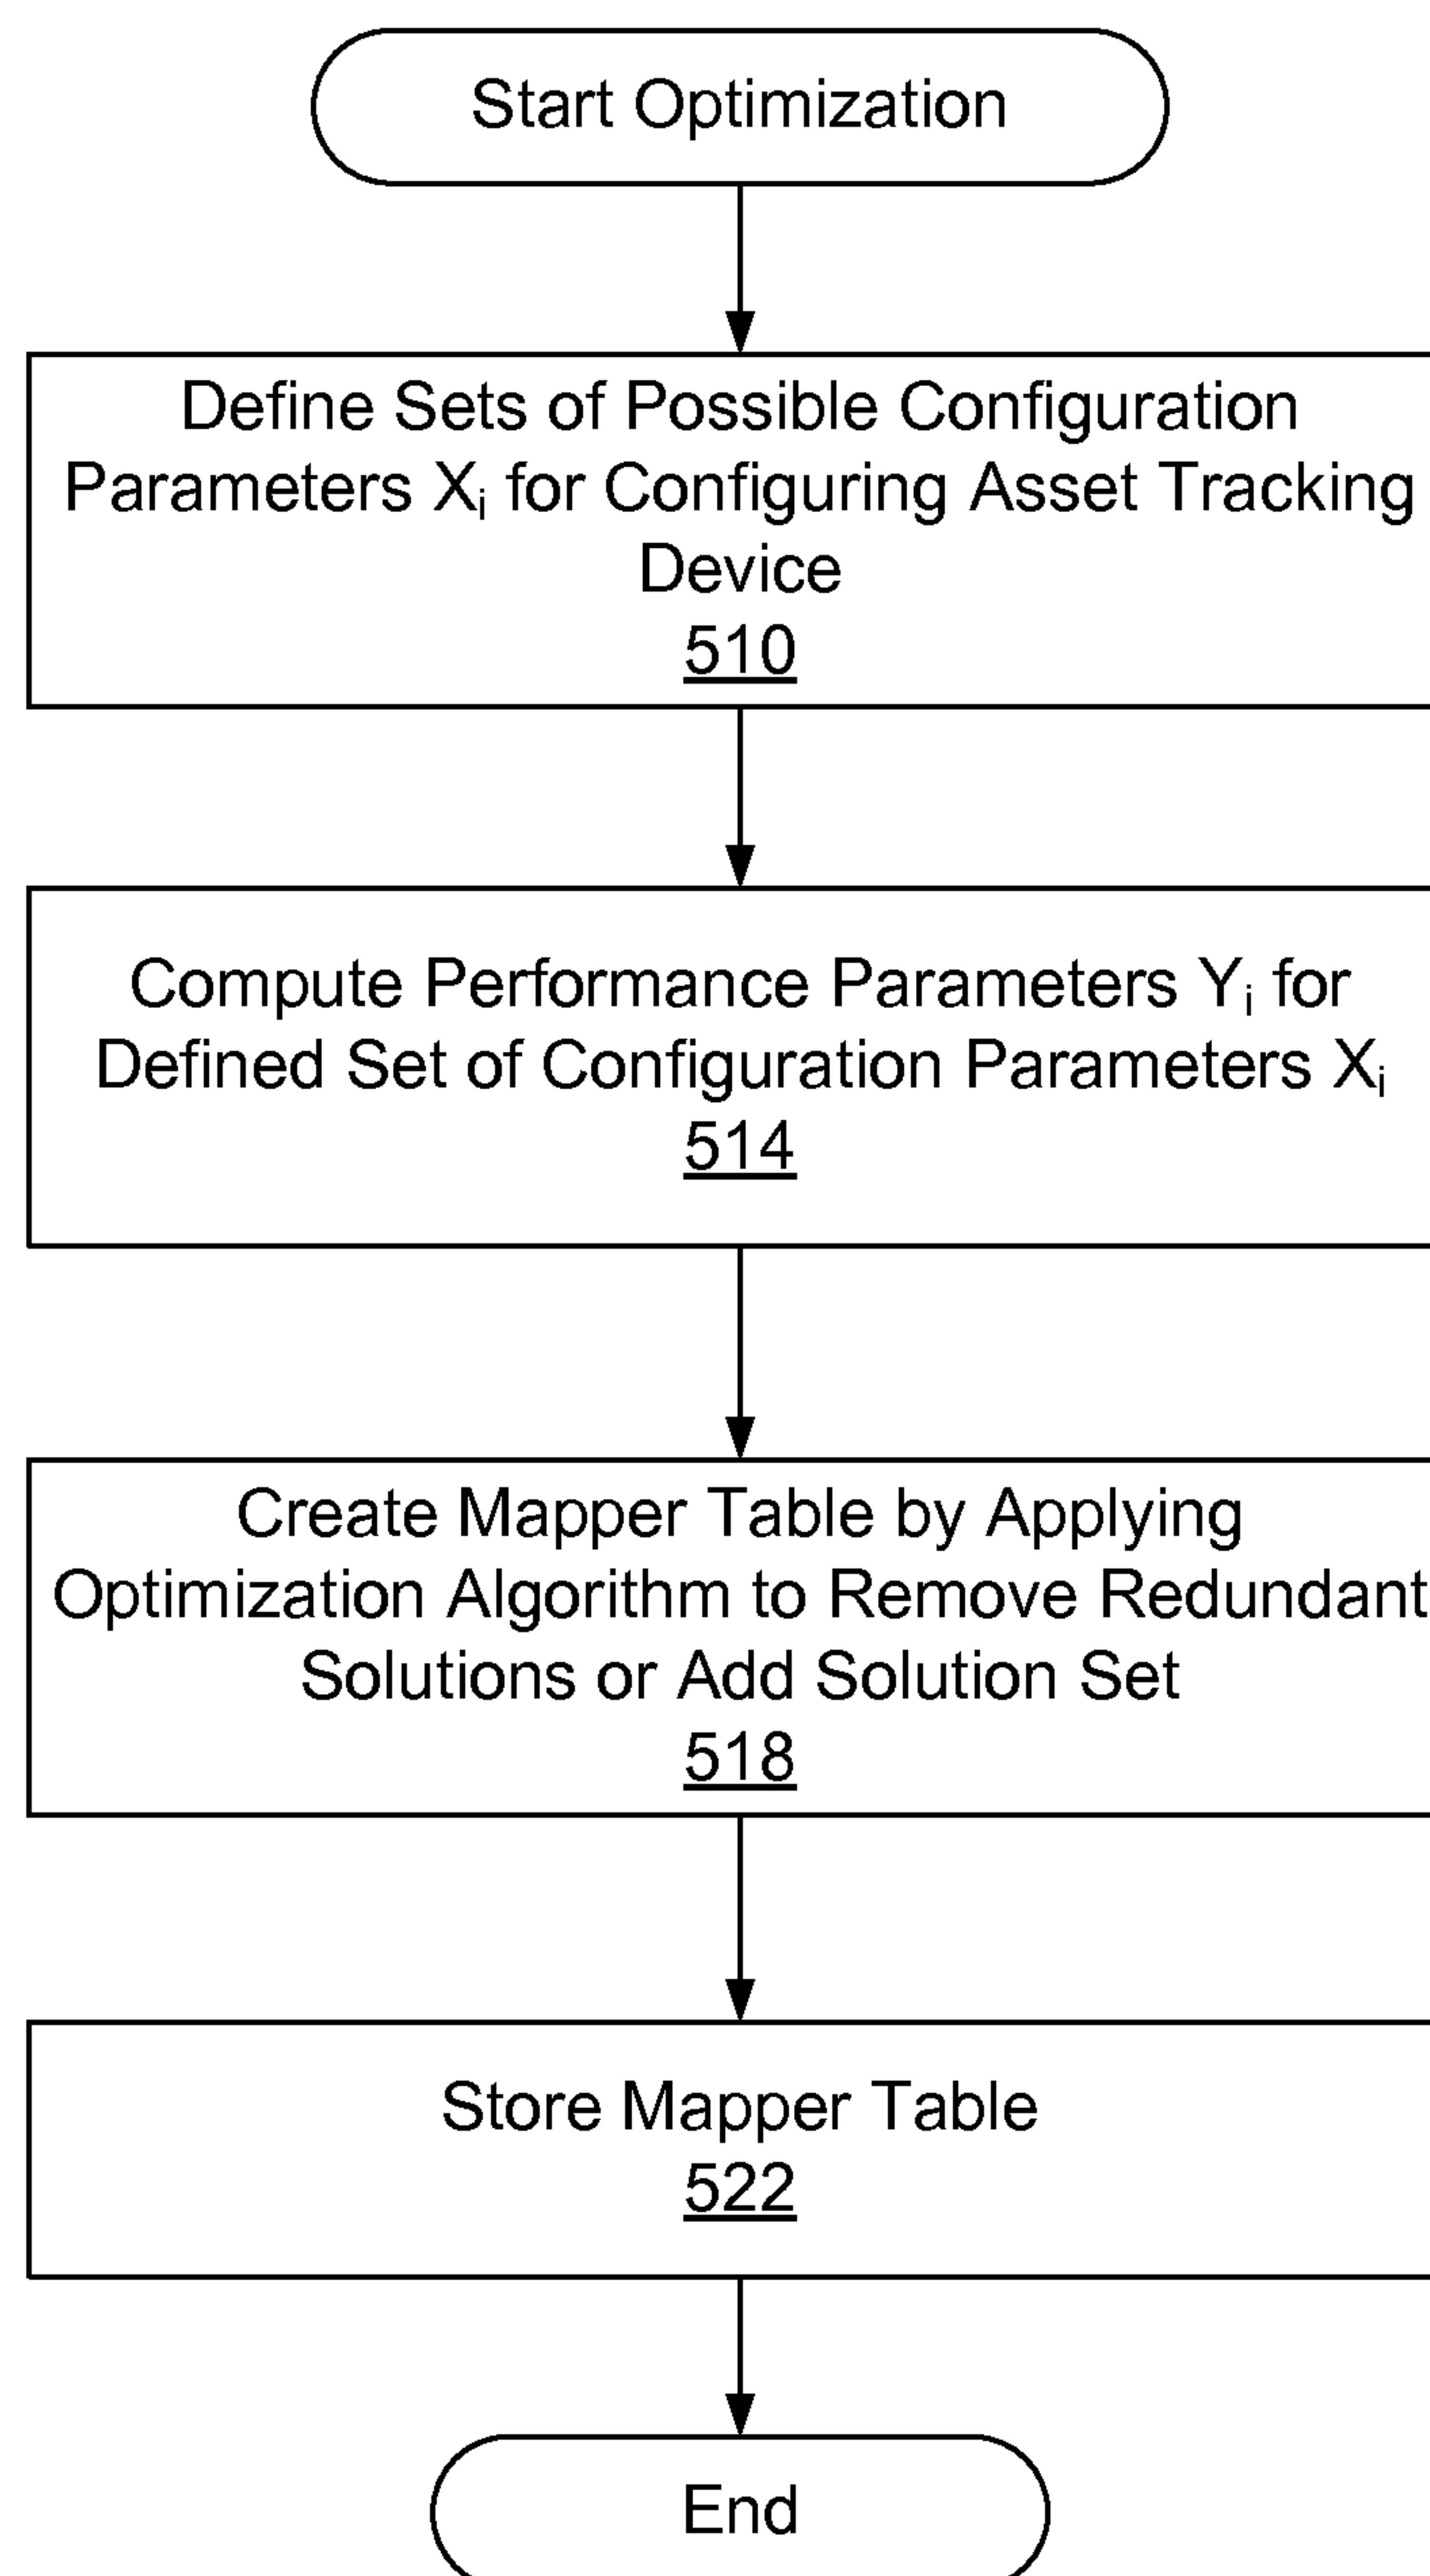 Start Optimization
Define Sets of Possible Configuration
Parameters Xi for Configuring Asset Tracking
Device
510
Compute Performance Parameters Yi for
Defined Set of Configuration Parameters Xi
514
Create Mapper Table by Applying
Optimization Algorithm to Remove Redundant
Solutions or Add Solution Set
518
Store Mapper Table
522
End